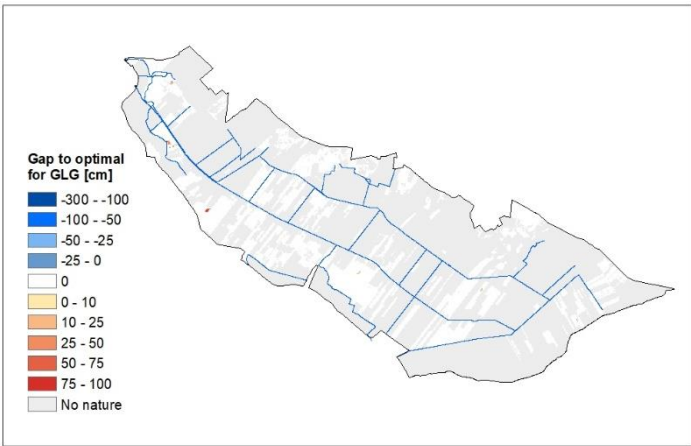 Gap to optimal
for GLG [cm]
-300 - -100
-100 - -50
-50 - -25
-25 - 0
0
0 - 10
10 - 25
25 - 50
50 - 75
75 - 100
No nature